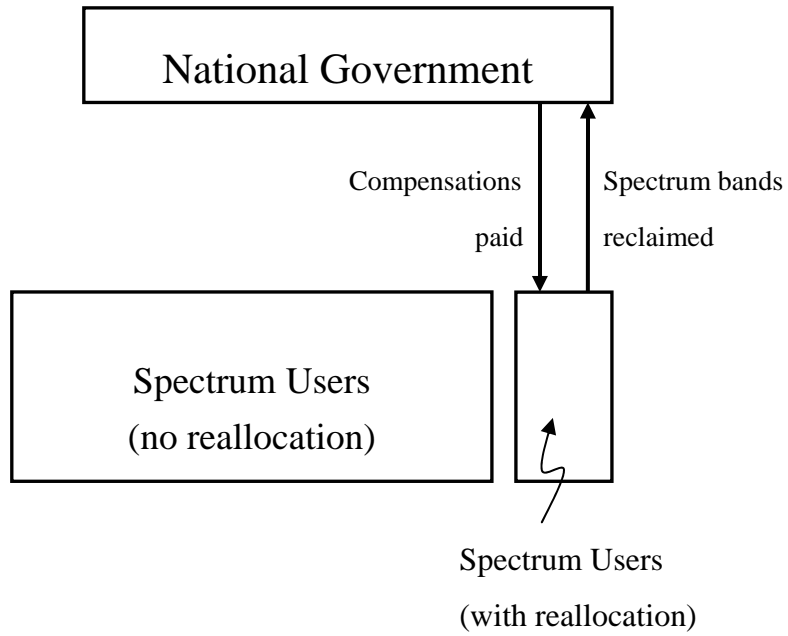 National Government
Compensations
paid
Spectrum bands
reclaimed
Spectrum Users
(no reallocation)
Spectrum Users
(with reallocation)